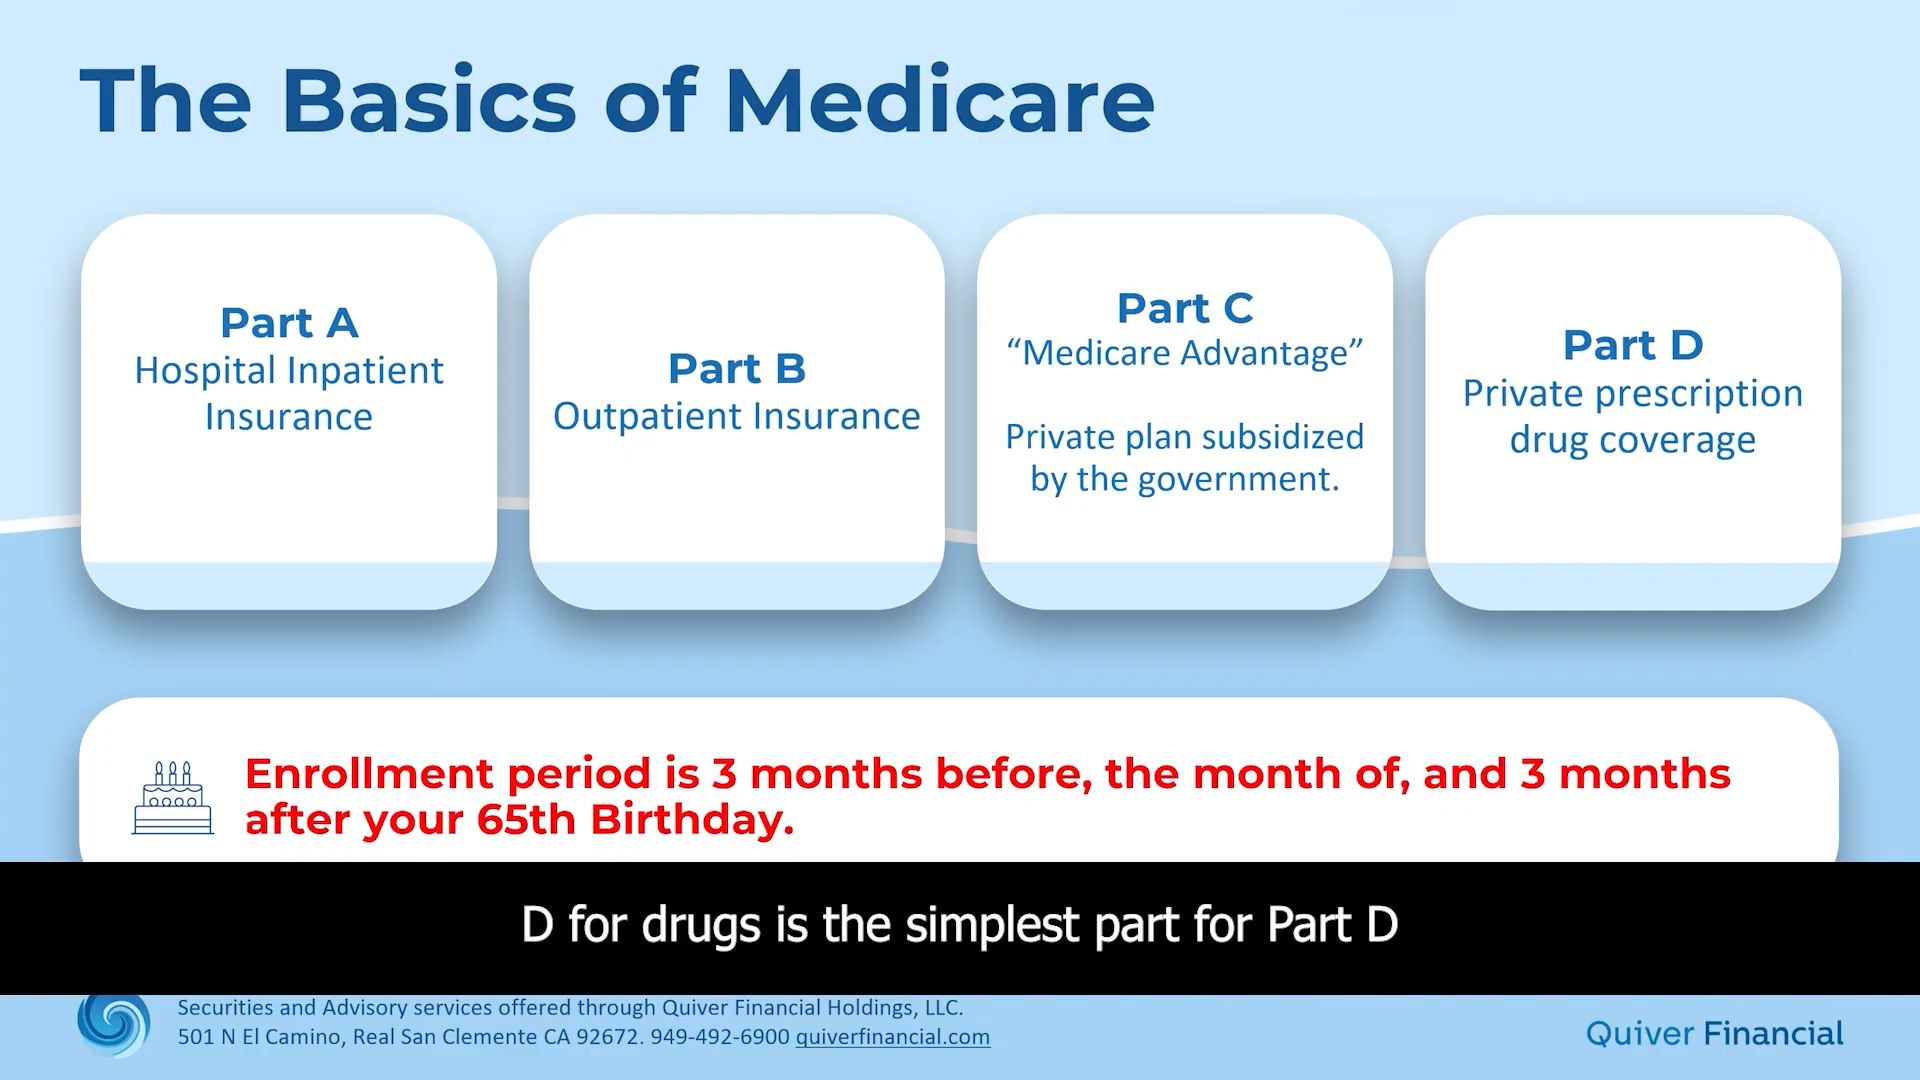 The Basics of Medicare
Part A
Hospital Inpatient
Insurance
Part B
Outpatient Insurance
Part C
“Medicare Advantage”
Private plan subsidized
by the government.
Part D
Private prescription
drug coverage
Enrollment period is 3 months before, the month of, and 3 months
after your 65th Birthday.
D for drugs is the simplest part for Part D
Securities and Advisory services offered through Quiver Financial Holdings, LLC.
501 N El Camino, Real San Clemente CA 92672. 949-492-6900 quiverfinancial.com
Quiver Financial